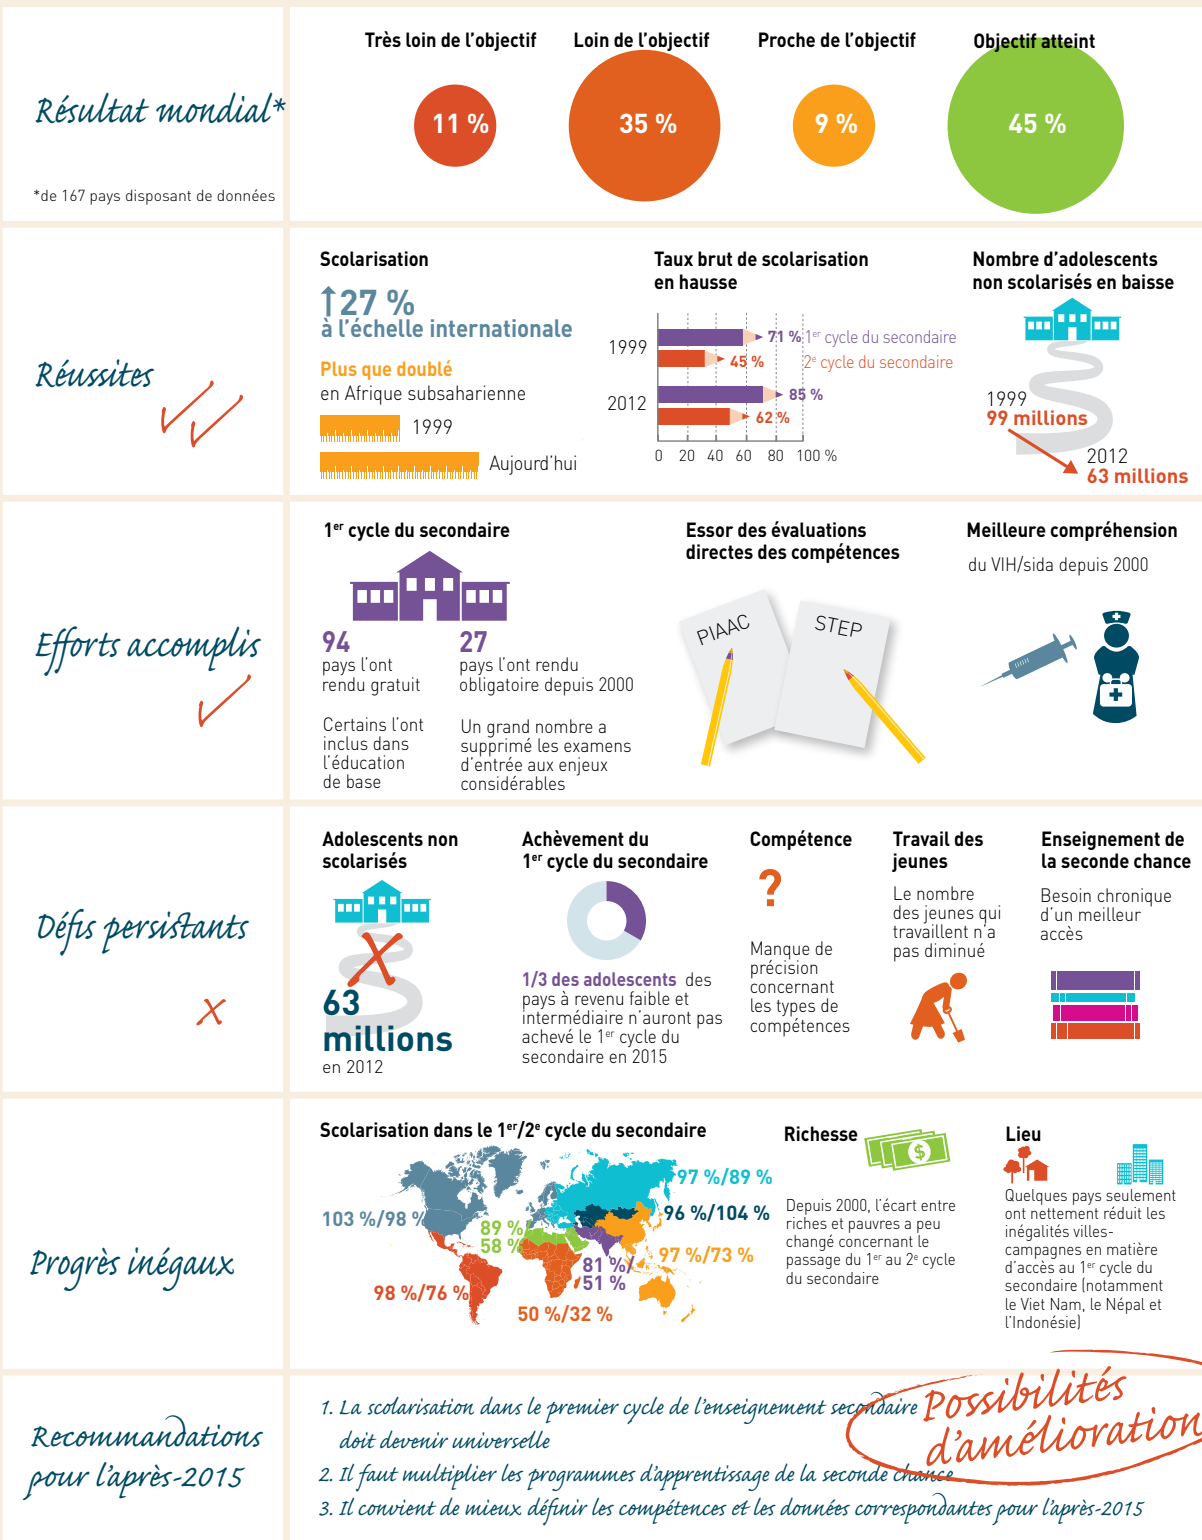 Résultat mondial*
*de 167 pays disposant de données
Très loin de l'objectif
11 %
Loin de l'objectif
35 %
Proche de l'objectif
9 %
Objectif atteint
45 %
Réussites
Scolarisation
↑27 %
à l'échelle internationale
Plus que doublé
en Afrique subsaharienne
1999
Aujourd'hui
Taux brut de scolarisation
en hausse
1999
71 % 1er cycle du secondaire
45 % 2e cycle du secondaire
2012
85 %
62 %
0 20 40 60 80 100 %
Nombre d'adolescents
non scolarisés en baisse
1999
99 millions
2012
63 millions
Efforts accomplis
1er cycle du secondaire
94
pays l'ont
rendu gratuit
Certains l'ont
inclus dans
l'éducation
de base
27
pays l'ont rendu
obligatoire depuis 2000
Un grand nombre a
supprimé les examens
d'entrée aux enjeux
considérables
Essor des évaluations
directes des compétences
PIAAC
STEP
Meilleure compréhension
du VIH/sida depuis 2000
Défis persistants
Adolescents non
scolarisés
63
millions
en 2012
Achèvement du
1er cycle du secondaire
1/3 des adolescents des
pays à revenu faible et
intermédiaire n'auront pas
achevé le 1er cycle du
secondaire en 2015
Compétence
?
Manque de
précision
concernant
les types de
compétences
Travail des
jeunes
Le nombre
des jeunes qui
travaillent n'a
pas diminué
Enseignement de
la seconde chance
Besoin chronique
d'un meilleur
accès
Progrès inégaux
Scolarisation dans le 1er/2e cycle du secondaire
103 %/98 %
97 %/89 %
96 %/104 %
89 %/
58 %
81 %/
51 %
97 %/73 %
98 %/76 %
50 %/32 %
Richesse
$
Depuis 2000, l'écart entre
riches et pauvres a peu
changé concernant le
passage du 1er au 2e cycle
du secondaire
Lieu
Quelques pays seulement
ont nettement réduit les
inégalités villes-
campagnes en matière
d'accès au 1er cycle du
secondaire (notamment
le Viet Nam, le Népal et
l'Indonésie)
Recommandations
pour l'après-2015
1. La scolarisation dans le premier cycle de l'enseignement secondaire
doit devenir universelle
2. Il faut multiplier les programmes d'apprentissage de la seconde chance
3. Il convient de mieux définir les compétences et les données correspondantes pour l'après-2015
Possibilités
d'amélioration